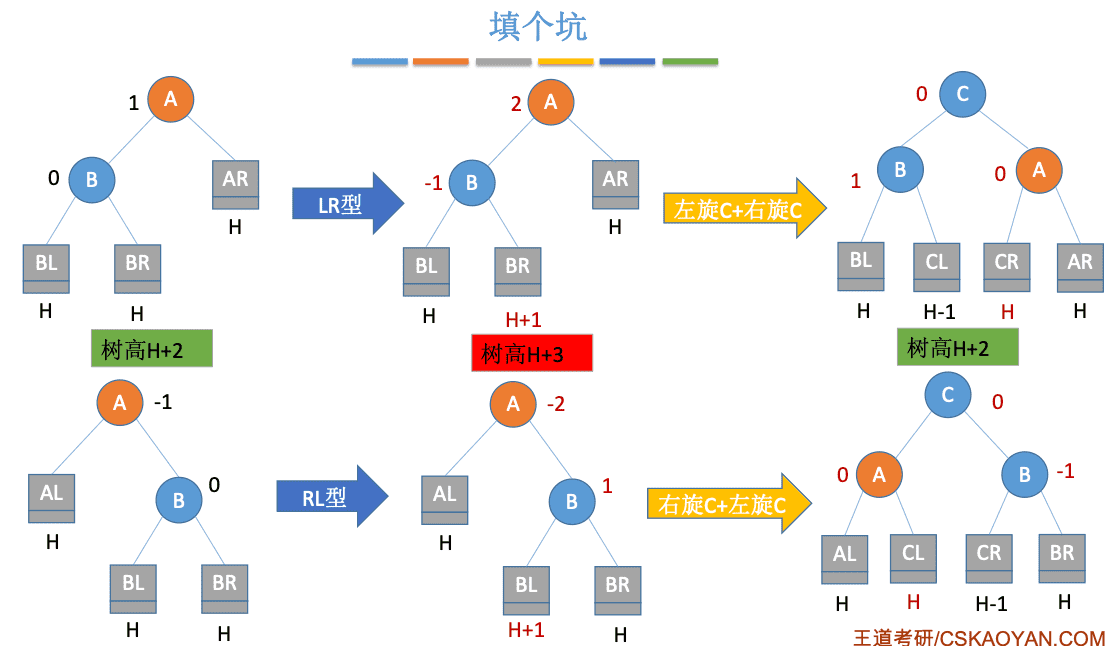 填个坑
1 A
2 A
0 C
0 B
AR
LR型
-1 B
AR
左旋C+右旋C
1 B
0 A
H
H
BL
BR
BL
BR
BL
CL
CR
AR
H
H
H
H+1
H
H-1
H
H
树高H+2
树高H+3
树高H+2
A -1
A -2
C 0
AL
B 0
RL型
AL
B 1
右旋C+左旋C
0 A
B -1
H
H
BL
BR
BL
BR
AL
CL
CR
BR
H
H
H+1
H
H
H
H-1
H
王道考研/CSKAOYAN.COM